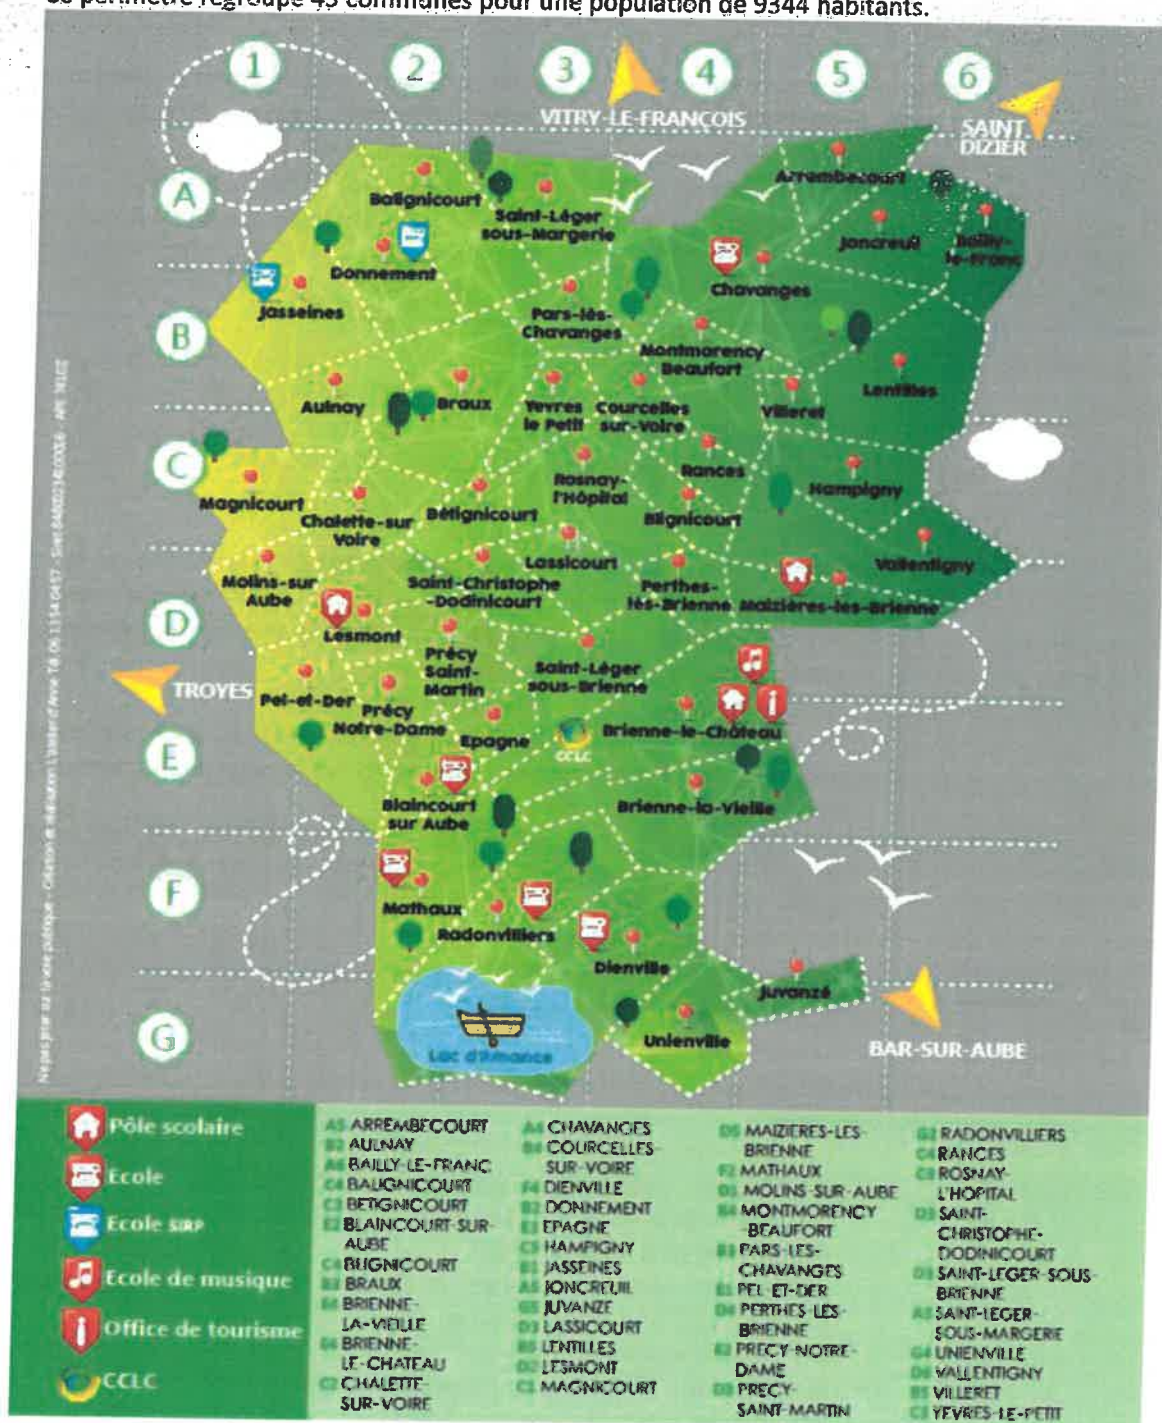 Ce périmètre regroupe 43 communes pour une population de 9344 habitants.
1 2 3 4 5 6
VITRY-LE-FRANCOIS
SAINT
DIZIER
A
Arrembécourt
Balignicourt
Saint-Léger
sous-Margerie
Joncreuil
Bailly-
le-Franc
Donnement
Chavanges
Jasseines
B
Pars-lès-
Chavanges
Montmorency
Beaufort
Lentilles
Aulnay
Braux
Yevres
le Petit
Courcelles
sur-Voire
Villeret
C
Magnicourt
Rosnay-
l'Hôpital
Rances
Hampigny
Chalette-sur
Voire
Bétignicourt
Blignicourt
Lassicourt
Vallentigny
Molins-sur
Aube
Saint-Christophe
-Dodinicourt
Perthes-
lès-Brienne
Maizières-les-Brienne
D
Lesmont
Précy
Saint-
Martin
Saint-Léger
sous-Brienne
TROYES
Pel-et-Der
Précy
Notre-Dame
Epagne
CCLC
Brienne-le-Château
E
Blaincourt
sur Aube
Brienne-la-Vieille
F
Mathaux
Radonvilliers
Dienville
Juvanzé
G
Lac d'Amance
Unienville
BAR-SUR-AUBE
Pôle scolaire
Ecole
Ecole SIRP
Ecole de musique
Office de tourisme
CCLC
ARREMBECOURT
AULNAY
BAILLY-LE-FRANC
BALIGNICOURT
BETIGNICOURT
BLAINCOURT-SUR-
AUBE
BLIGNICOURT
BRAUX
BRIENNE-
LA-VIEILLE
BRIENNE-
LE-CHATEAU
CHALETTE-
SUR-VOIRE
CHAVANGES
COURCELLES-
SUR-VOIRE
DIENVILLE
DONNEMENT
EPAGNE
HAMPIGNY
JASSEINES
JONCREUIL
JUVANZE
LASSICOURT
LENTILLES
LESMONT
MAGNICOURT
MAIZIERES-LES-
BRIENNE
MATHAUX
MOLINS-SUR-AUBE
MONTMORENCY
-BEAUFORT
PARS-LES-
CHAVANGES
PEL-ET-DER
PERTHES-LES-
BRIENNE
PRECY-NOTRE-
DAME
PRECY-
SAINT-MARTIN
RADONVILLIERS
RANCES
ROSNAY-
L'HOPITAL
SAINT-
CHRISTOPHE-
DODINICOURT
SAINT-LEGER-SOUS-
BRIENNE
SAINT-LEGER-
SOUS-MARGERIE
UNIENVILLE
VALLENTIGNY
VILLERET
YEVRES-LE-PETIT